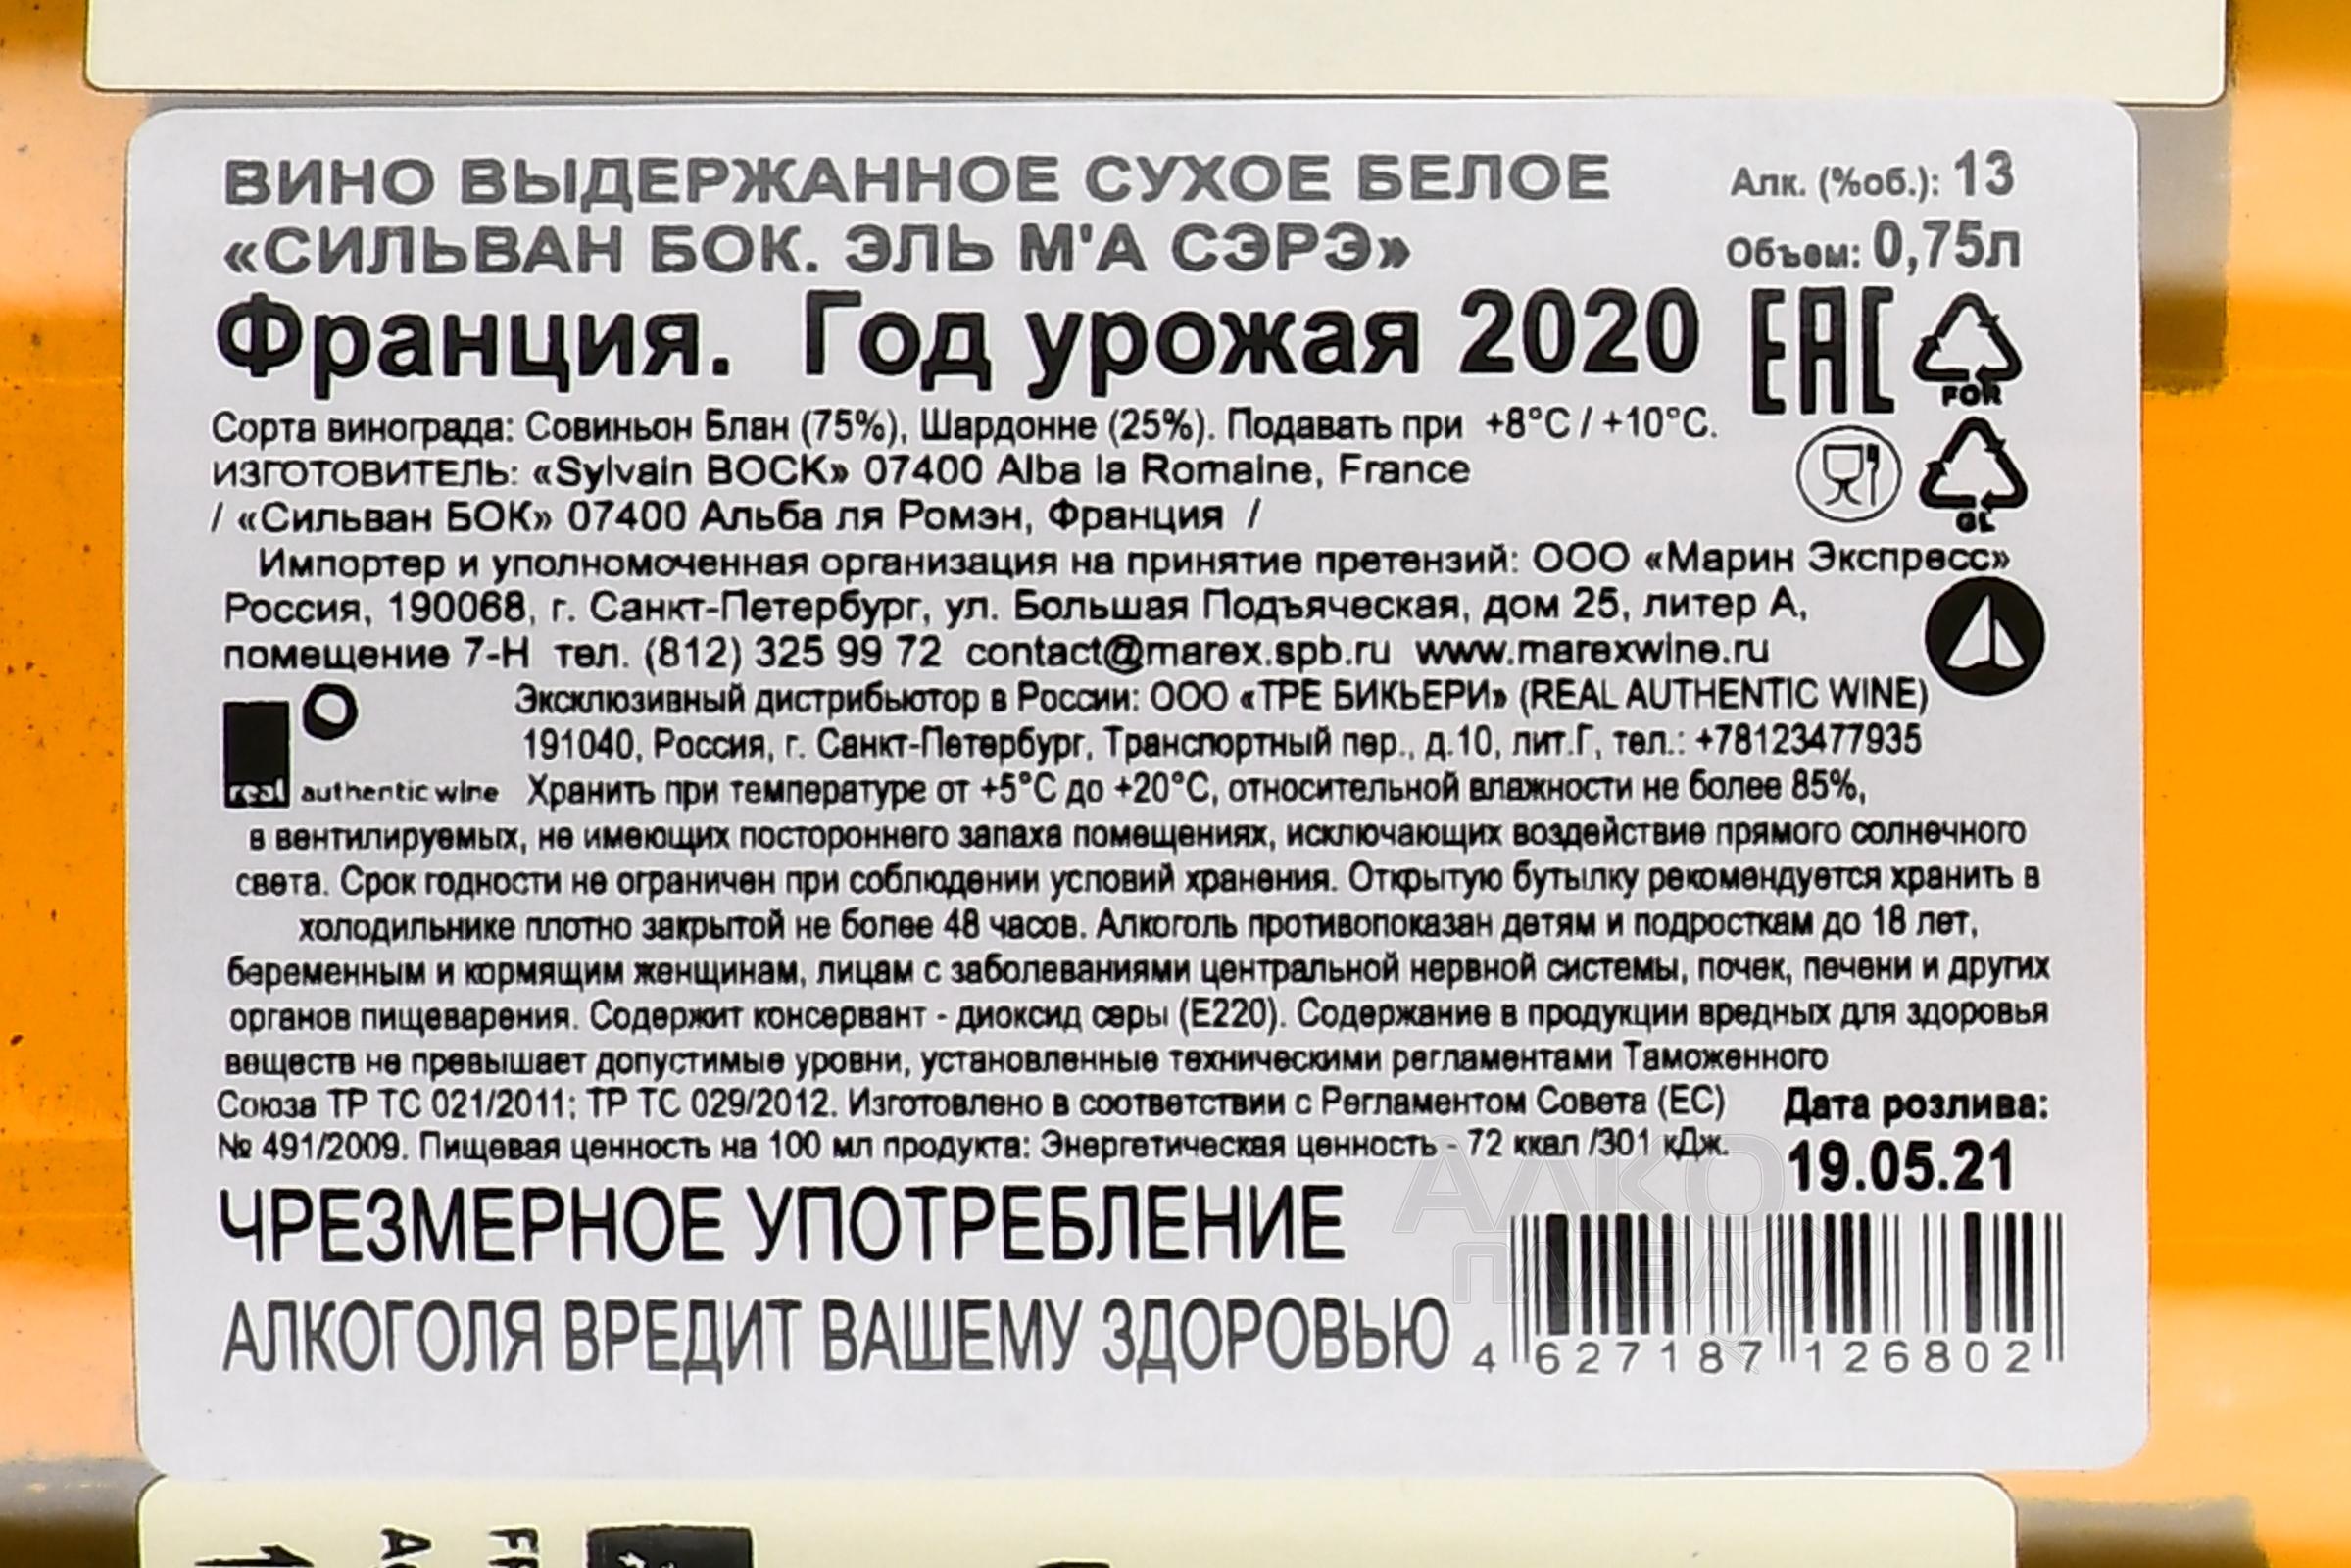 ВИНО ВЫДЕРЖАННОЕ СУХОЕ БЕЛОЕ
Алк. (%об.): 13
«СИЛЬВАН БОК. ЭЛЬ М'А СЭРЭ»
Объем: 0,75л
Франция. Год урожая 2020
EAC
FOR
Сорта винограда: Совиньон Блан (75%), Шардонне (25%). Подавать при +8°C / +10°C.
ИЗГОТОВИТЕЛЬ: «Sylvain BOCK» 07400 Alba la Romaine, France
/ «Сильван БОК» 07400 Альба ля Ромэн, Франция /
GL
Импортер и уполномоченная организация на принятие претензий: ООО «Марин Экспресс»
Россия, 190068, г. Санкт-Петербург, ул. Большая Подъяческая, дом 25, литер А,
помещение 7-Н тел. (812) 325 99 72 contact@marex.spb.ru www.marexwine.ru
Эксклюзивный дистрибьютор в России: ООО «ТРЕ БИКЬЕРИ» (REAL AUTHENTIC WINE)
191040, Россия, г. Санкт-Петербург, Транспортный пер., д.10, лит.Г, тел.: +78123477935
real authentic wine
Хранить при температуре от +5°C до +20°C, относительной влажности не более 85%,
в вентилируемых, не имеющих постороннего запаха помещениях, исключающих воздействие прямого солнечного
света. Срок годности не ограничен при соблюдении условий хранения. Открытую бутылку рекомендуется хранить в
холодильнике плотно закрытой не более 48 часов. Алкоголь противопоказан детям и подросткам до 18 лет,
беременным и кормящим женщинам, лицам с заболеваниями центральной нервной системы, почек, печени и других
органов пищеварения. Содержит консервант - диоксид серы (Е220). Содержание в продукции вредных для здоровья
веществ не превышает допустимые уровни, установленные техническими регламентами Таможенного
Союза ТР ТС 021/2011; ТР ТС 029/2012. Изготовлено в соответствии с Регламентом Совета (ЕС)
№ 491/2009. Пищевая ценность на 100 мл продукта: Энергетическая ценность - 72 ккал /301 кДж.
Дата розлива:
19.05.21
ЧРЕЗМЕРНОЕ УПОТРЕБЛЕНИЕ
АЛКОГОЛЯ ВРЕДИТ ВАШЕМУ ЗДОРОВЬЮ
4 627187 126802
АЛКО
ПЛАЗА